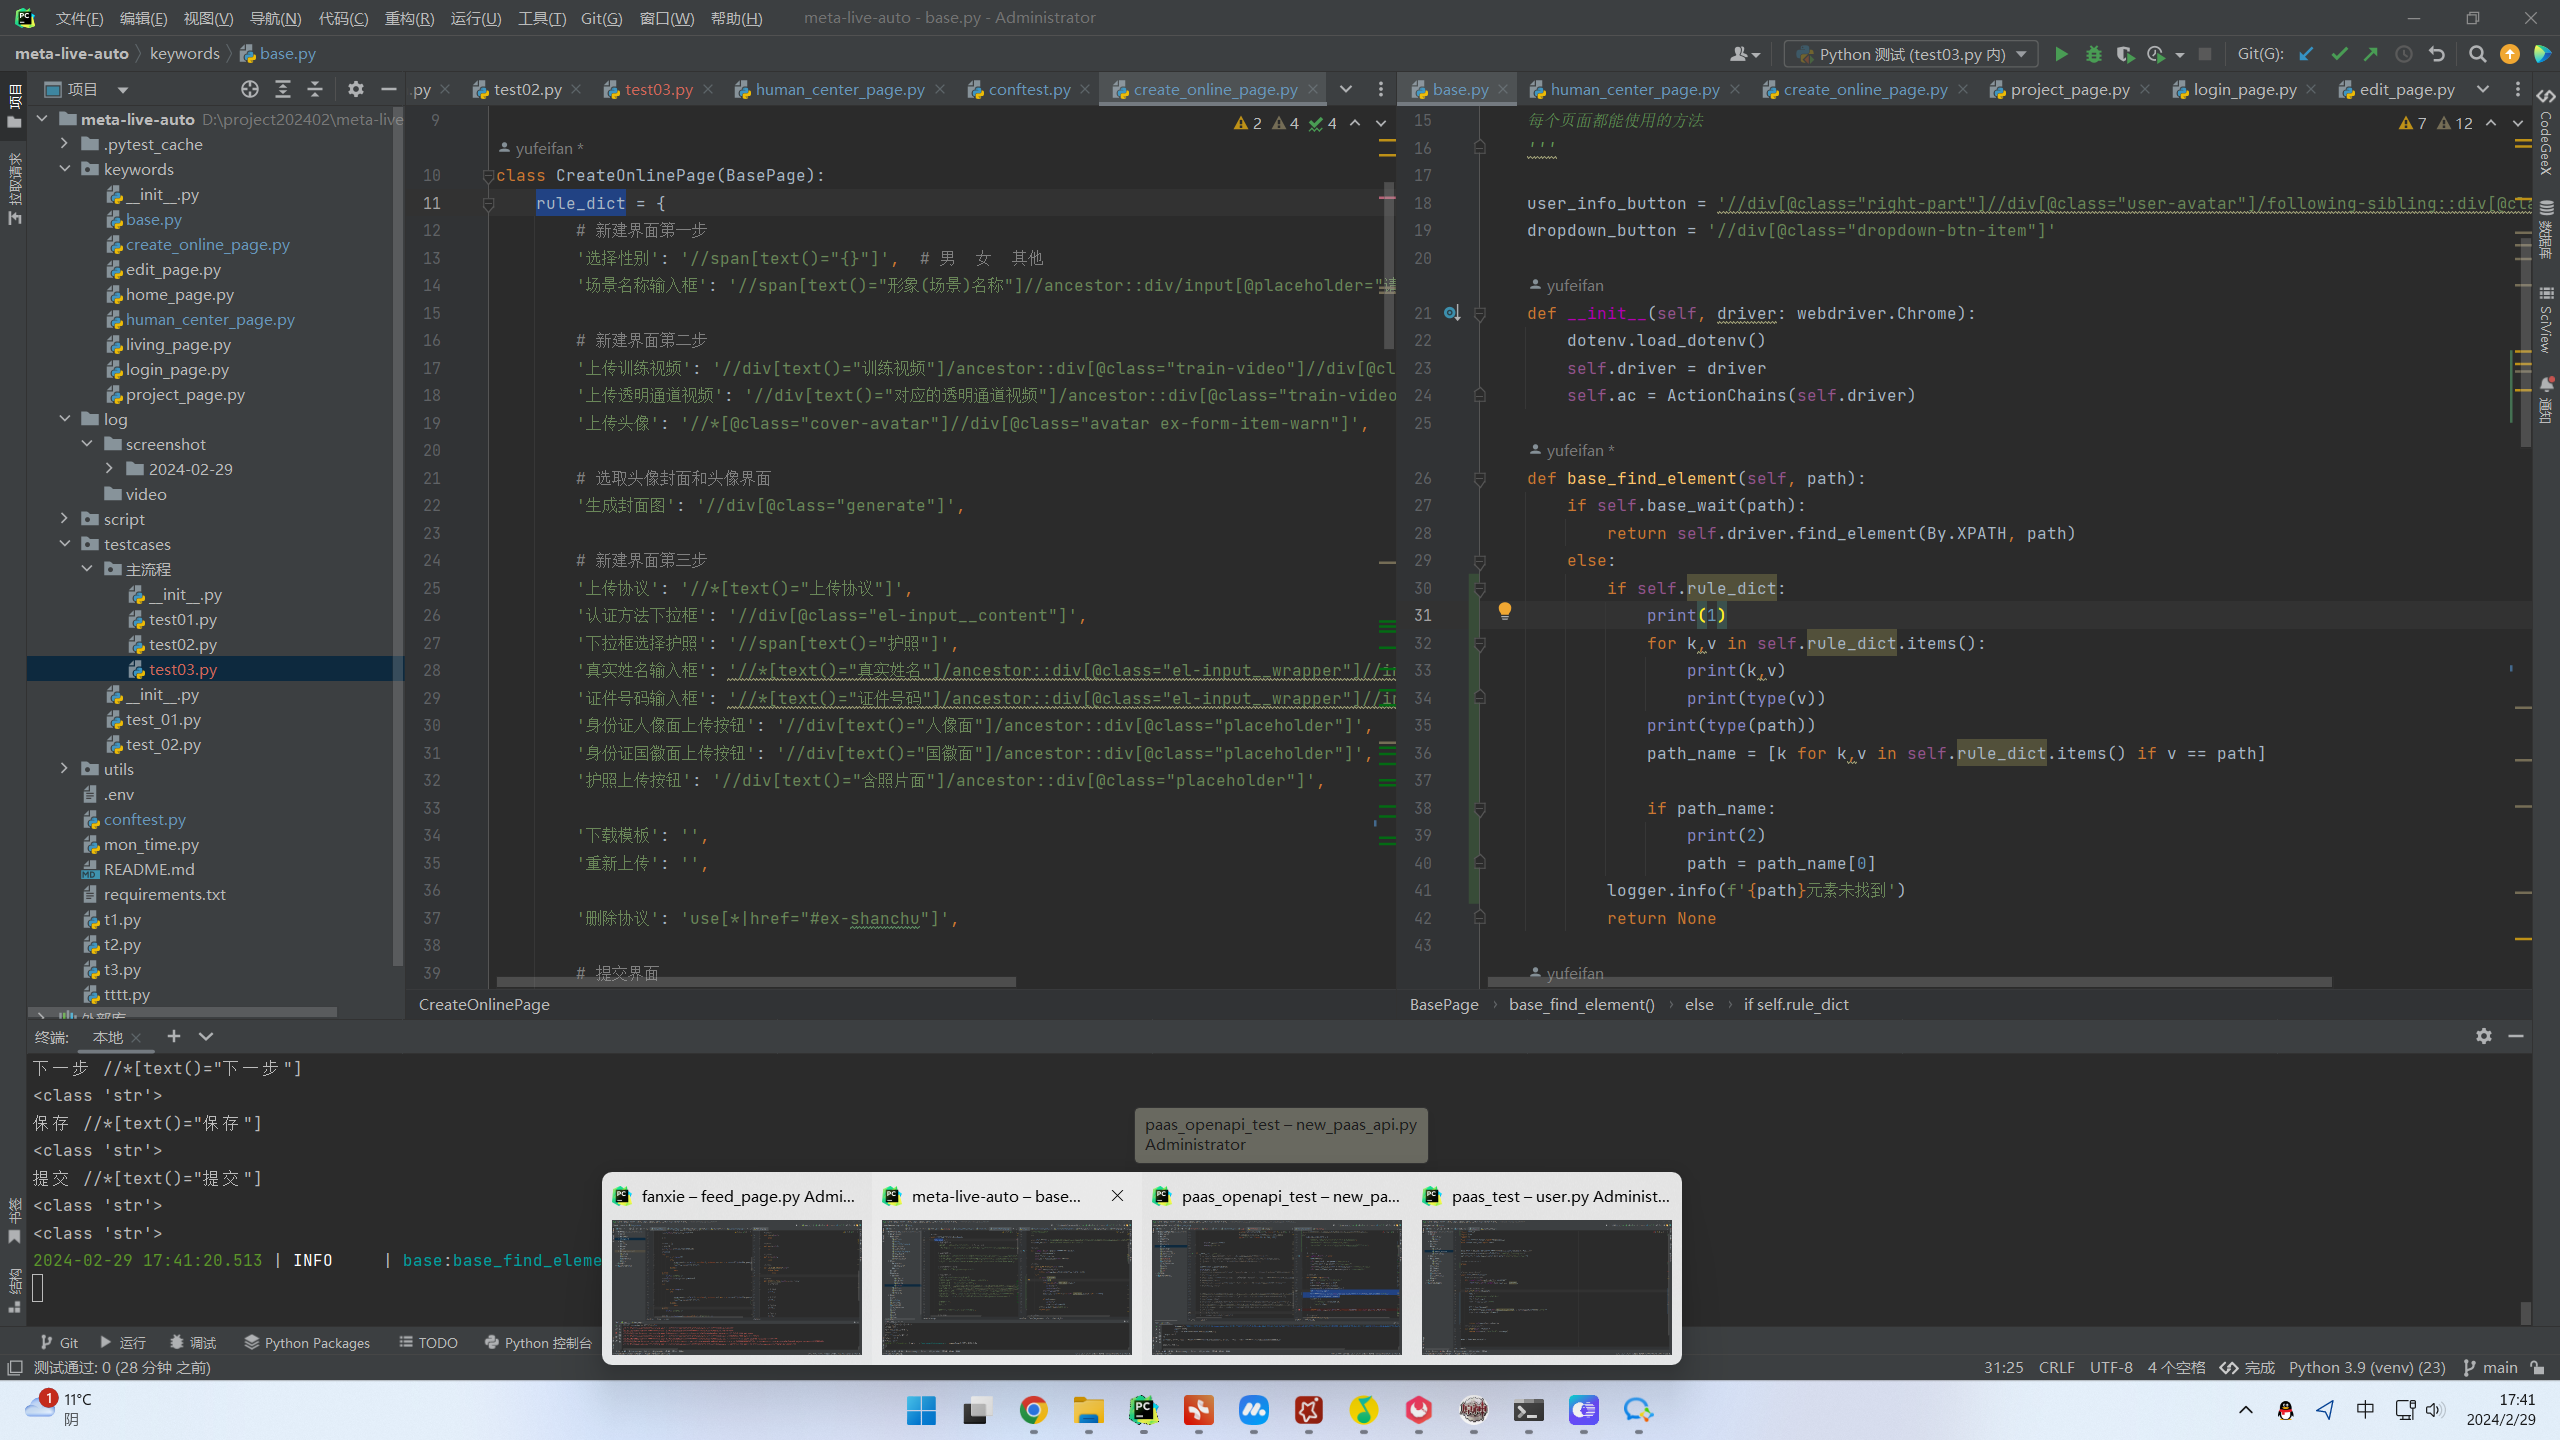 文件(F) 编辑(E) 视图(V) 导航(N) 代码(C) 重构(R) 运行(U) 工具(T) Git(G) 窗口(W) 帮助(H) meta-live-auto - base.py - Administrator
meta-live-auto keywords base.py
Python 测试 (test03.py 内) Git(G):
项目
meta-live-auto D:\project202402\meta-live
.pytest_cache
keywords
__init__.py
base.py
create_online_page.py
edit_page.py
home_page.py
human_center_page.py
living_page.py
login_page.py
project_page.py
log
screenshot
2024-02-29
video
script
testcases
主流程
__init__.py
test01.py
test02.py
test03.py
__init__.py
test_01.py
test_02.py
utils
.env
conftest.py
mon_time.py
README.md
requirements.txt
t1.py
t2.py
t3.py
tttt.py
外部库
项目
拉取请求
书签
结构
.py test02.py test03.py human_center_page.py conftest.py create_online_page.py
2 4 4
9
yufeifan *
10 class CreateOnlinePage(BasePage):
11 rule_dict = {
12 # 新建界面第一步
13 '选择性别': '//span[text()="{}"]', # 男 女 其他
14 '场景名称输入框': '//span[text()="形象(场景)名称"]//ancestor::div/input[@placeholder="请
15
16 # 新建界面第二步
17 '上传训练视频': '//div[text()="训练视频"]/ancestor::div[@class="train-video"]//div[@cl
18 '上传透明通道视频': '//div[text()="对应的透明通道视频"]/ancestor::div[@class="train-video
19 '上传头像': '//*[@class="cover-avatar"]//div[@class="avatar ex-form-item-warn"]',
20
21 # 选取头像封面和头像界面
22 '生成封面图': '//div[@class="generate"]',
23
24 # 新建界面第三步
25 '上传协议': '//*[text()="上传协议"]',
26 '认证方法下拉框': '//div[@class="el-input__content"]',
27 '下拉框选择护照': '//span[text()="护照"]',
28 '真实姓名输入框': '//*[text()="真实姓名"]/ancestor::div[@class="el-input__wrapper"]//in
29 '证件号码输入框': '//*[text()="证件号码"]/ancestor::div[@class="el-input__wrapper"]//in
30 '身份证人像面上传按钮': '//div[text()="人像面"]/ancestor::div[@class="placeholder"]',
31 '身份证国徽面上传按钮': '//div[text()="国徽面"]/ancestor::div[@class="placeholder"]',
32 '护照上传按钮': '//div[text()="含照片面"]/ancestor::div[@class="placeholder"]',
33
34 '下载模板': '',
35 '重新上传': '',
36
37 '删除协议': 'use[*|href="#ex-shanchu"]',
38
39 # 提交界面
CreateOnlinePage
base.py human_center_page.py create_online_page.py project_page.py login_page.py edit_page.py
7 12
15 每个页面都能使用的方法
16 '''
17
18 user_info_button = '//div[@class="right-part"]//div[@class="user-avatar"]/following-sibling::div[@cla
19 dropdown_button = '//div[@class="dropdown-btn-item"]'
20
yufeifan
21 def __init__(self, driver: webdriver.Chrome):
22 dotenv.load_dotenv()
23 self.driver = driver
24 self.ac = ActionChains(self.driver)
25
yufeifan *
26 def base_find_element(self, path):
27 if self.base_wait(path):
28 return self.driver.find_element(By.XPATH, path)
29 else:
30 if self.rule_dict:
31 print(1)
32 for k,v in self.rule_dict.items():
33 print(k,v)
34 print(type(v))
35 print(type(path))
36 path_name = [k for k,v in self.rule_dict.items() if v == path]
37
38 if path_name:
39 print(2)
40 path = path_name[0]
41 logger.info(f'{path}元素未找到')
42 return None
43
yufeifan
BasePage base_find_element() else if self.rule_dict
CodeGeeX
数据库
SciView
通知
终端: 本地
下一步 //*[text()="下一步"]
<class 'str'>
保存 //*[text()="保存"]
<class 'str'>
提交 //*[text()="提交"]
<class 'str'>
<class 'str'>
2024-02-29 17:41:20.513 | INFO | base:base_find_eleme
paas_openapi_test – new_paas_api.py
Administrator
fanxie – feed_page.py Admi... meta-live-auto – base... paas_openapi_test – new_pa... paas_test – user.py Administ...
Git 运行 调试 Python Packages TODO Python 控制台
测试通过: 0 (28 分钟 之前)
31:25 CRLF UTF-8 4 个空格 完成 Python 3.9 (venv) (23) main
1 11°C
阴
中
17:41
2024/2/29